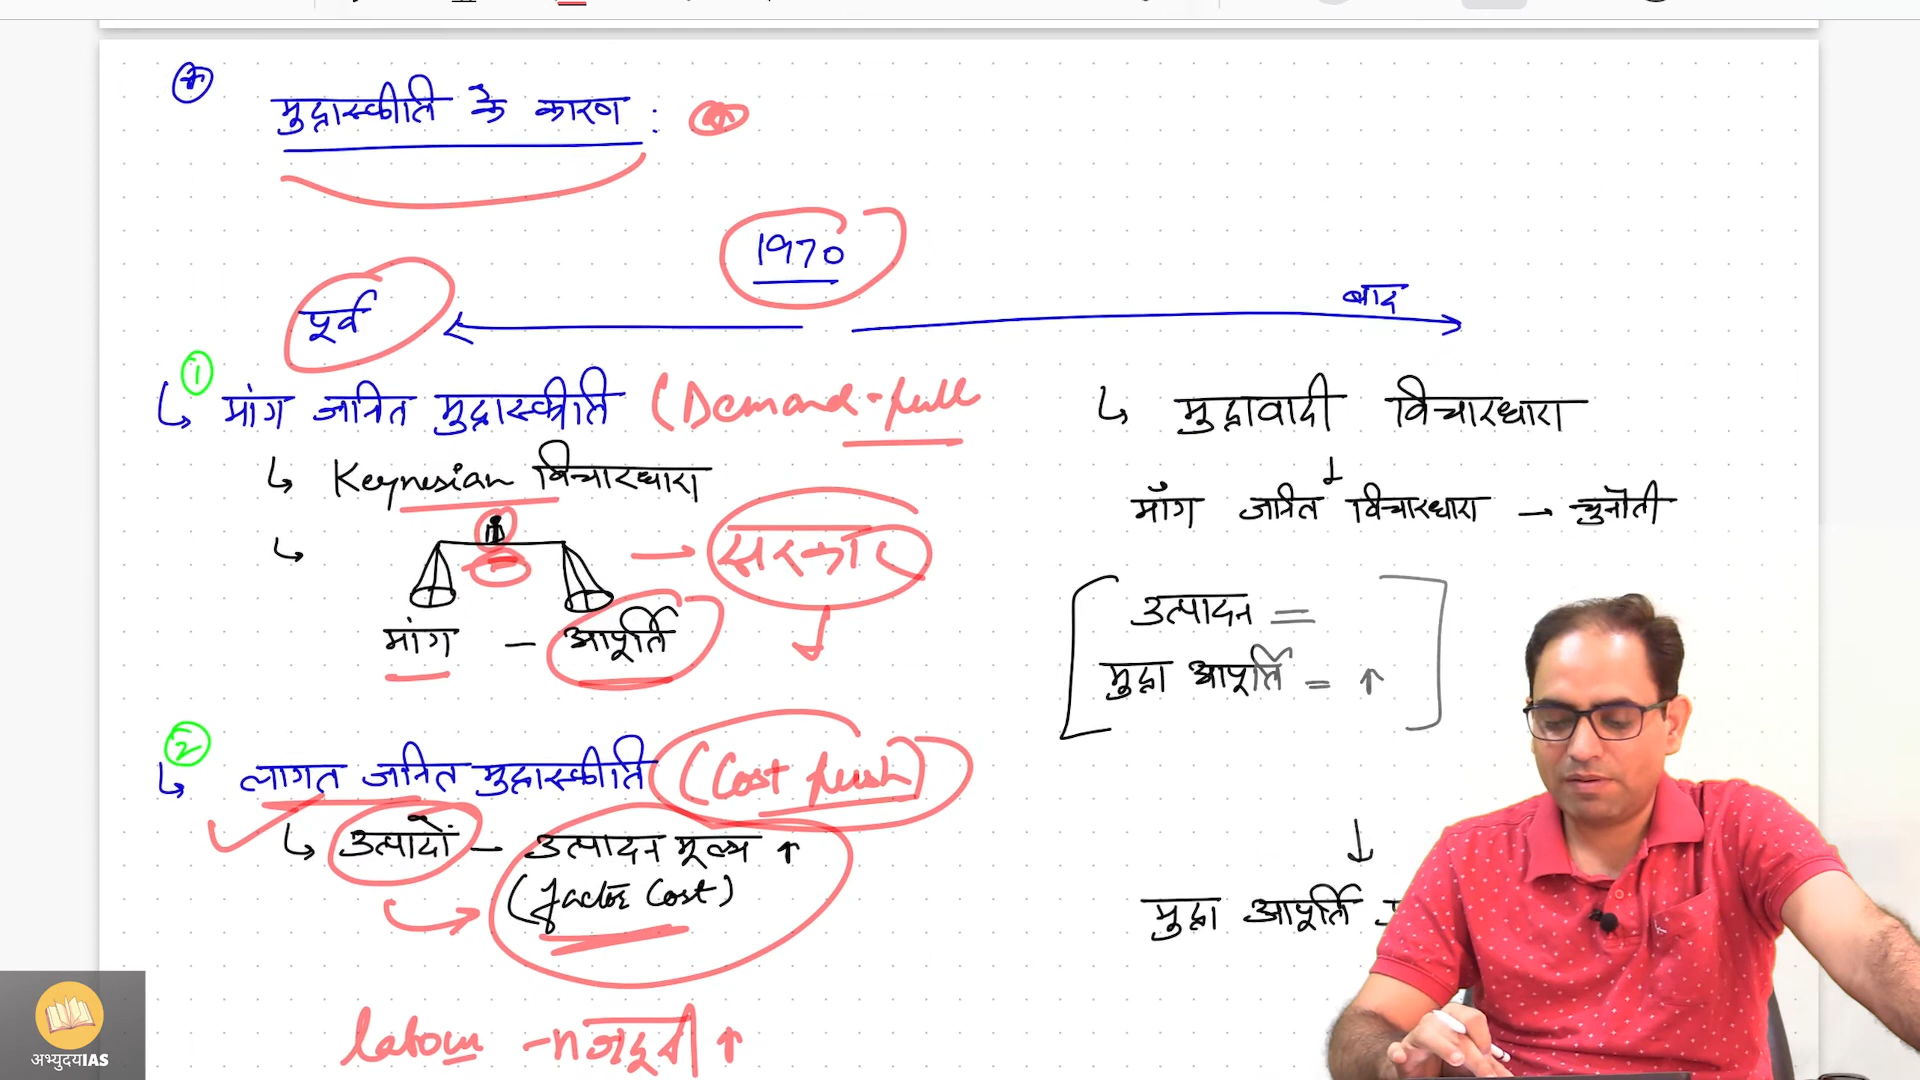 मुद्रास्फीति के कारण :
1970
पूर्व
बाद
① मांग जनित मुद्रास्फीति (Demand-pull
Keynesian विचारधारा
सरकार
मांग – आपूर्ति
② लागत जनित मुद्रास्फीति (Cost push)
उत्पादों – उत्पादन मूल्य ↑
(factor Cost)
labour - मजदूरी ↑
मुद्रावादी विचारधारा
माँग जनित विचारधारा – चुनौती
उत्पादन =
मुद्रा आपूर्ति = ↑
मुद्रा आपूर्ति
अभ्युदयIAS